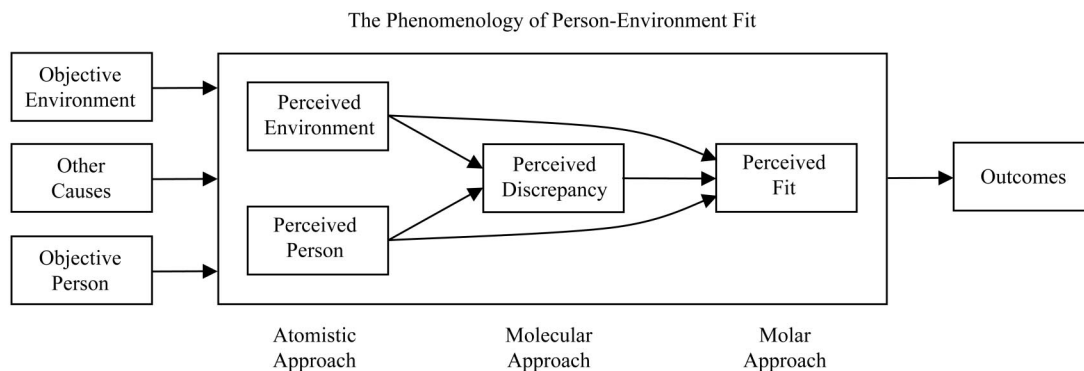 The Phenomenology of Person-Environment Fit
Objective
Environment
Other
Causes
Objective
Person
Perceived
Environment
Perceived
Person
Perceived
Discrepancy
Perceived
Fit
Outcomes
Atomistic
Approach
Molecular
Approach
Molar
Approach